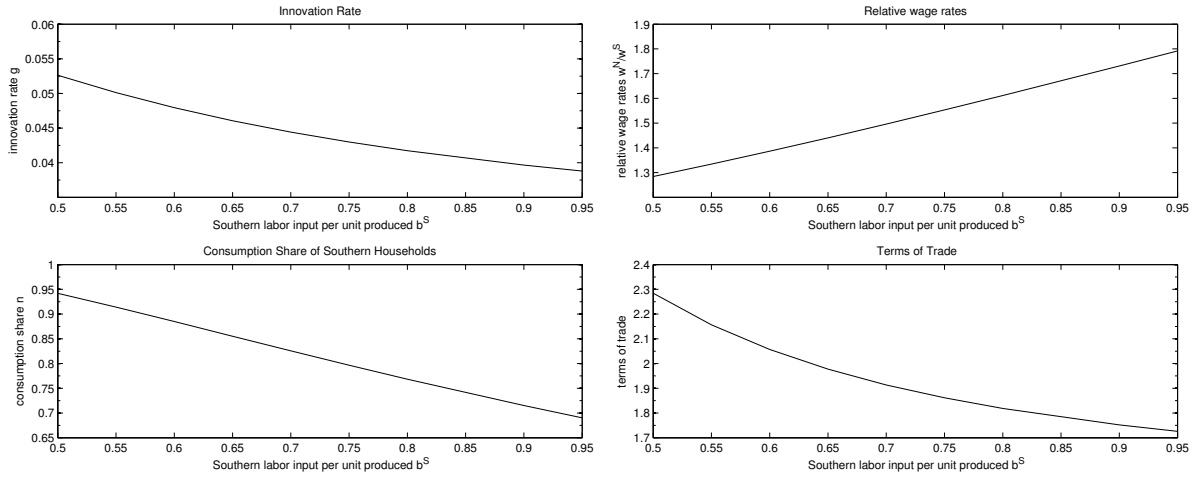 Innovation Rate
0.06
0.055
0.05
0.045
0.04
innovation rate g
0.5 0.55 0.6 0.65 0.7 0.75 0.8 0.85 0.9 0.95
Southern labor input per unit produced b^S
Relative wage rates
1.9
1.8
1.7
1.6
1.5
1.4
1.3
relative wage rates w^N/w^S
0.5 0.55 0.6 0.65 0.7 0.75 0.8 0.85 0.9 0.95
Southern labor input per unit produced b^S
Consumption Share of Southern Households
1
0.95
0.9
0.85
0.8
0.75
0.7
0.65
consumption share n
0.5 0.55 0.6 0.65 0.7 0.75 0.8 0.85 0.9 0.95
Southern labor input per unit produced b^S
Terms of Trade
2.4
2.3
2.2
2.1
2
1.9
1.8
1.7
terms of trade
0.5 0.55 0.6 0.65 0.7 0.75 0.8 0.85 0.9 0.95
Southern labor input per unit produced b^S